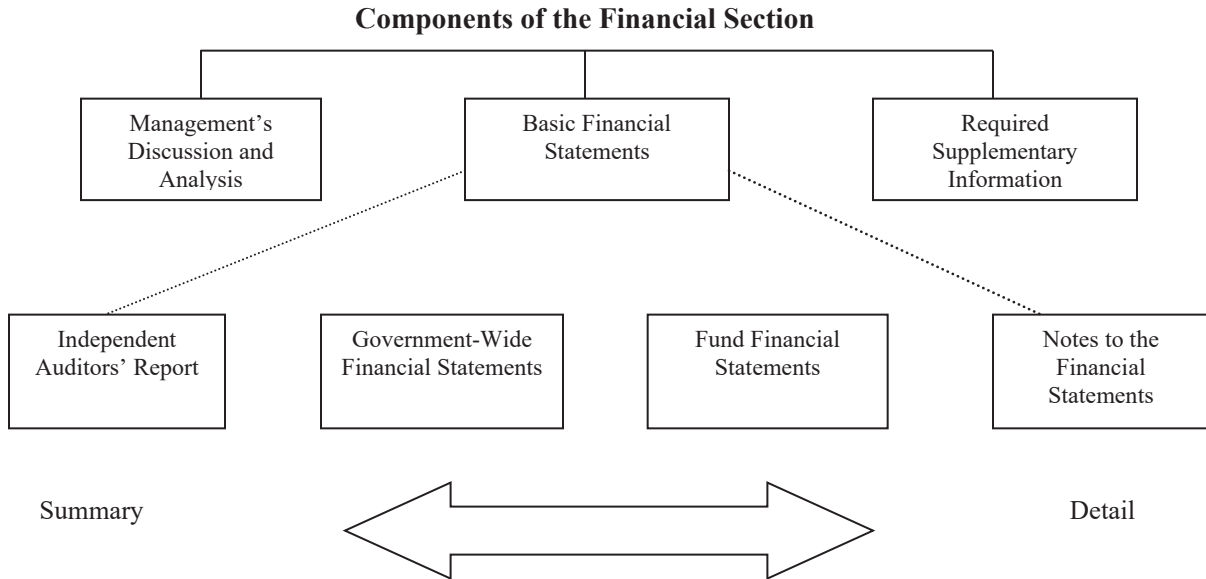 Components of the Financial Section
Management’s
Discussion and
Analysis
Basic Financial
Statements
Required
Supplementary
Information
Independent
Auditors’ Report
Government-Wide
Financial Statements
Fund Financial
Statements
Notes to the
Financial
Statements
Summary
Detail